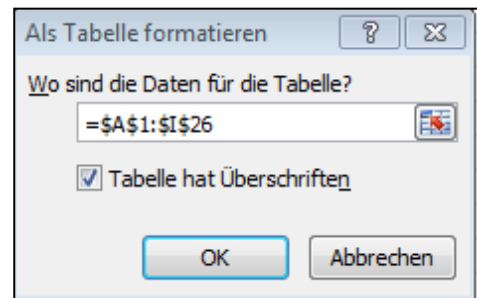 Als Tabelle formatieren
Wo sind die Daten für die Tabelle?
=$A$1:$I$26
Tabelle hat Überschriften
OK Abbrechen